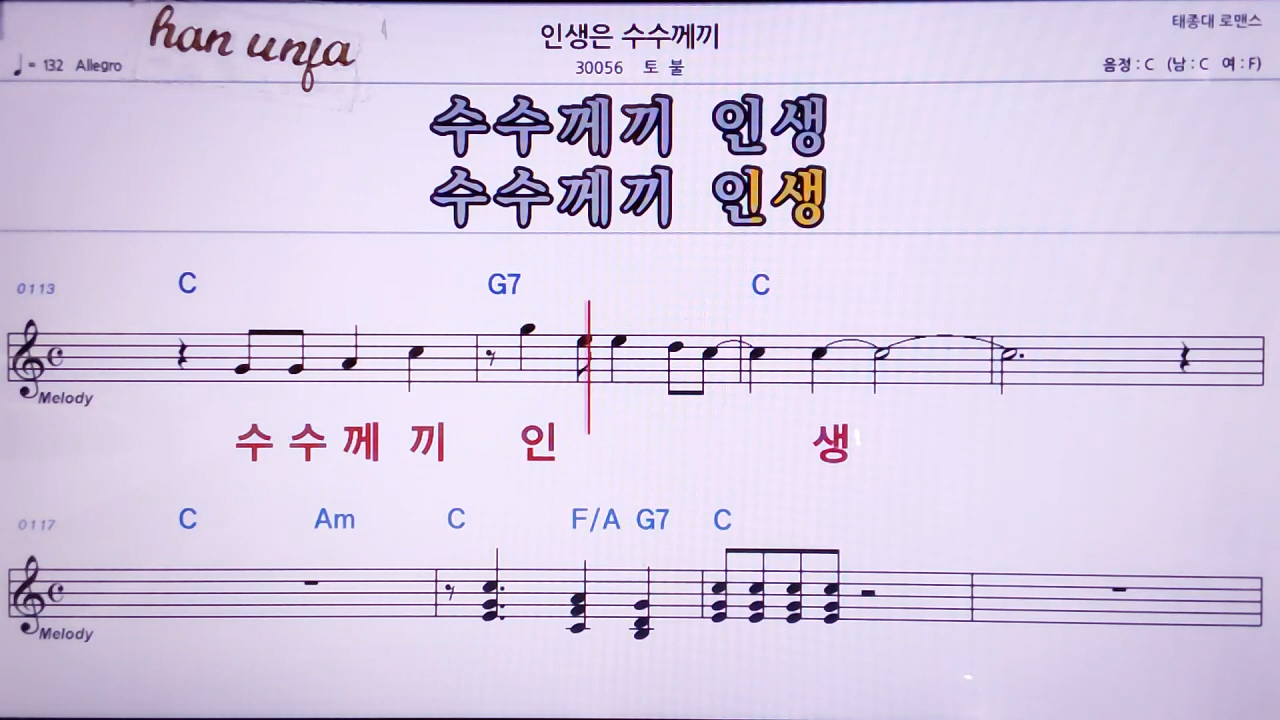 han unja
인생은 수수께끼
태종대 로맨스
♩= 132 Allegro
30056 토 불
음정 : C (남 : C 여 : F)
수수께끼 인생
수수께끼 인생
0113 C G7 C
Melody
수 수 께 끼 인 생
0117 C Am C F/A G7 C
Melody